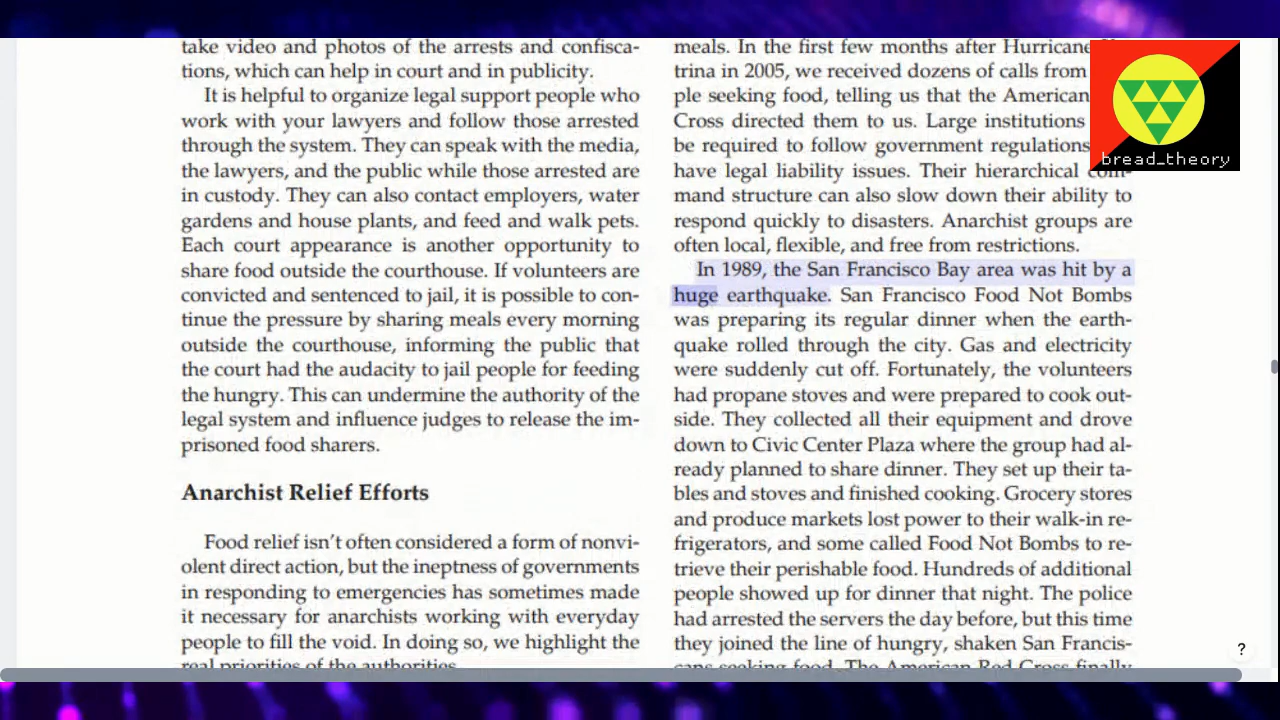 take video and photos of the arrests and confisca-
tions, which can help in court and in publicity.
It is helpful to organize legal support people who
work with your lawyers and follow those arrested
through the system. They can speak with the media,
the lawyers, and the public while those arrested are
in custody. They can also contact employers, water
gardens and house plants, and feed and walk pets.
Each court appearance is another opportunity to
share food outside the courthouse. If volunteers are
convicted and sentenced to jail, it is possible to con-
tinue the pressure by sharing meals every morning
outside the courthouse, informing the public that
the court had the audacity to jail people for feeding
the hungry. This can undermine the authority of the
legal system and influence judges to release the im-
prisoned food sharers.
Anarchist Relief Efforts
Food relief isn't often considered a form of nonvi-
olent direct action, but the ineptness of governments
in responding to emergencies has sometimes made
it necessary for anarchists working with everyday
people to fill the void. In doing so, we highlight the
real priorities of the authorities.
meals. In the first few months after Hurricane
trina in 2005, we received dozens of calls from
ple seeking food, telling us that the American
Cross directed them to us. Large institutions
be required to follow government regulations
have legal liability issues. Their hierarchical com-
mand structure can also slow down their ability to
respond quickly to disasters. Anarchist groups are
often local, flexible, and free from restrictions.
In 1989, the San Francisco Bay area was hit by a
huge earthquake. San Francisco Food Not Bombs
was preparing its regular dinner when the earth-
quake rolled through the city. Gas and electricity
were suddenly cut off. Fortunately, the volunteers
had propane stoves and were prepared to cook out-
side. They collected all their equipment and drove
down to Civic Center Plaza where the group had al-
ready planned to share dinner. They set up their ta-
bles and stoves and finished cooking. Grocery stores
and produce markets lost power to their walk-in re-
frigerators, and some called Food Not Bombs to re-
trieve their perishable food. Hundreds of additional
people showed up for dinner that night. The police
had arrested the servers the day before, but this time
they joined the line of hungry, shaken San Francis-
cans seeking food. The American Red Cross finally
bread_theory
?